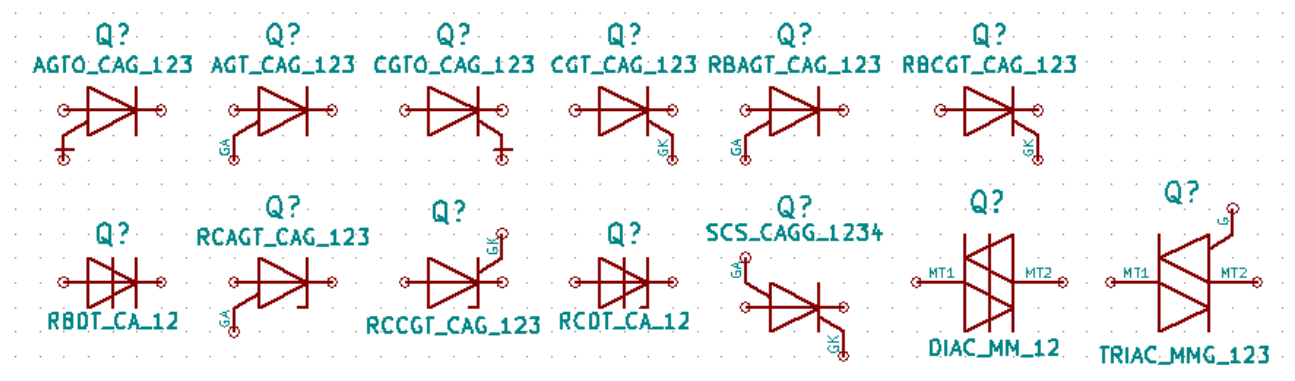 Q? Q? Q? Q? Q? Q?
AGTO_CAG_123 AGT_CAG_123 CGTO_CAG_123 CGT_CAG_123 RBAGT_CAG_123 RBCGT_CAG_123
GA GK GA GK
Q?
RBDT_CA_12
Q?
RCAGT_CAG_123
GA
Q?
GK
RCCGT_CAG_123
Q?
RCDT_CA_12
Q?
SCS_CAGG_1234
GA
GK
Q?
MT1 MT2
DIAC_MM_12
Q?
G
MT1 MT2
TRIAC_MMG_123